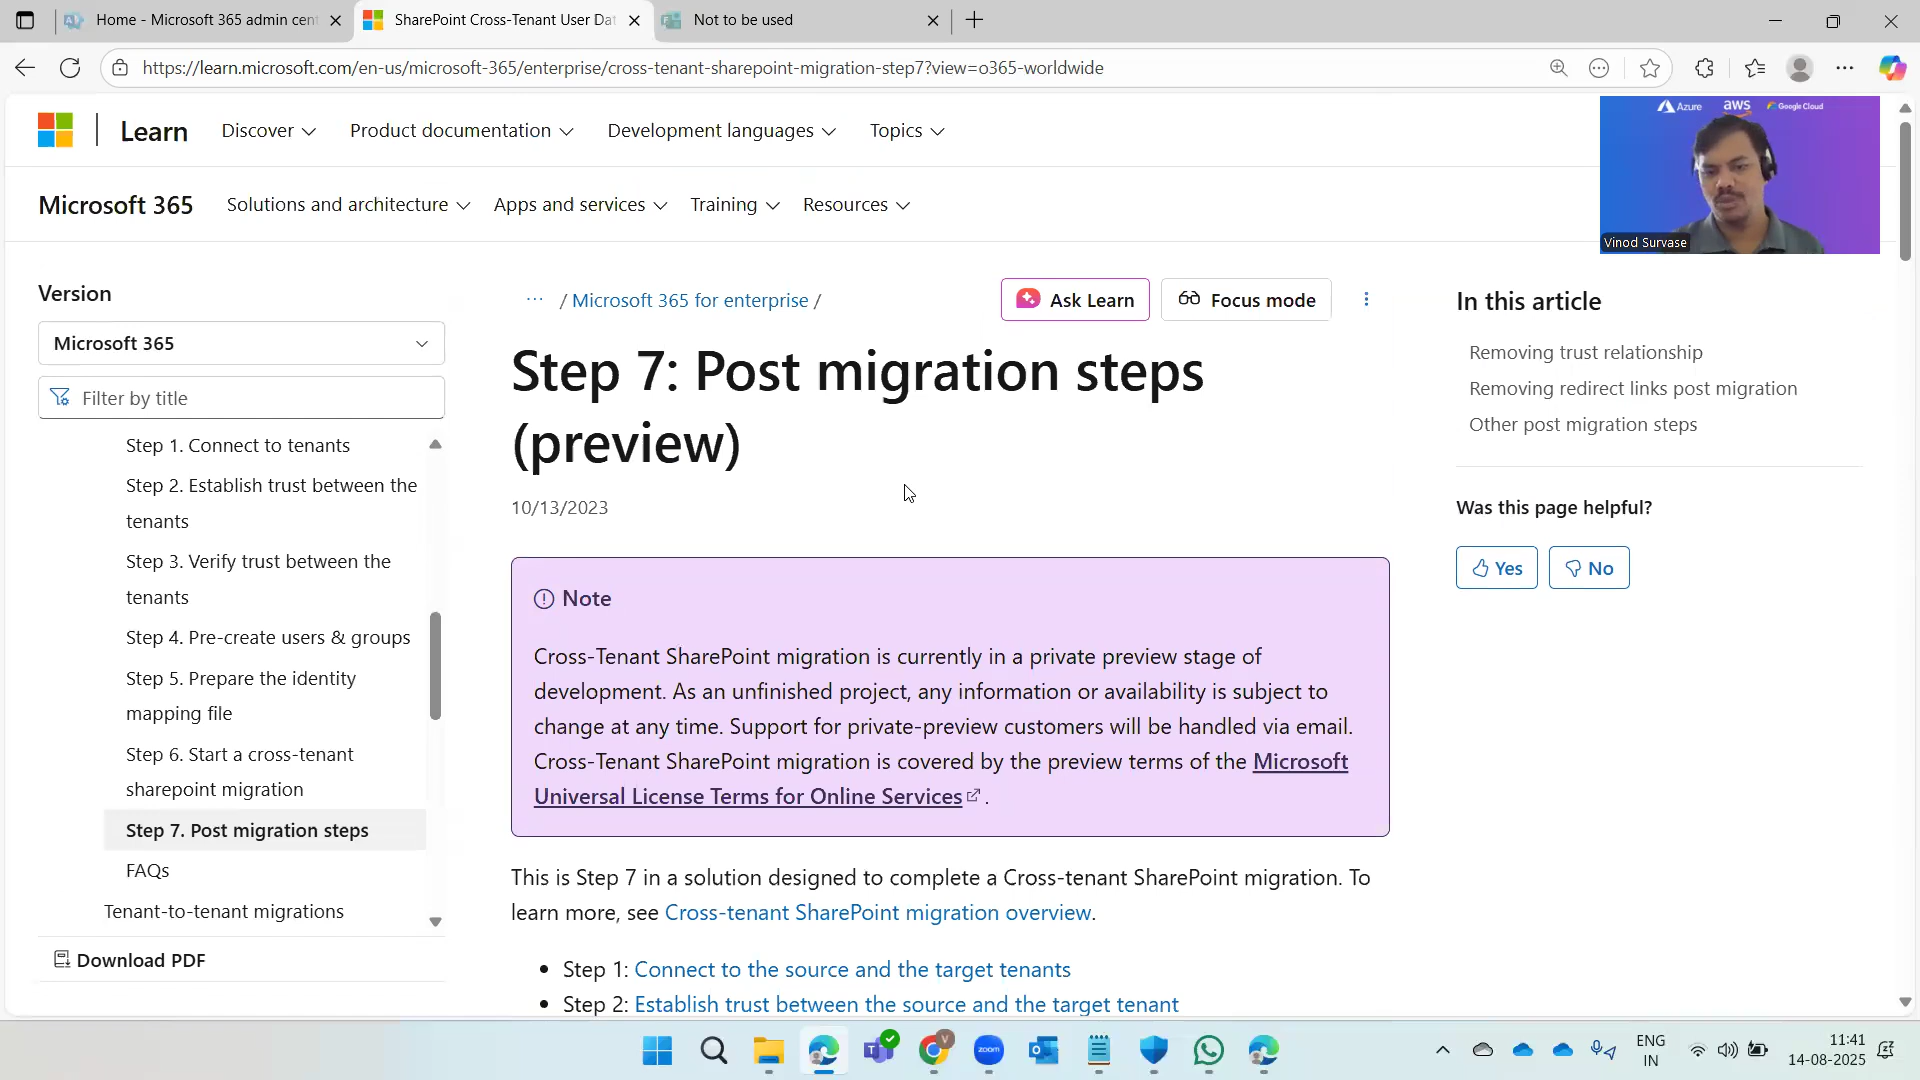 Home - Microsoft 365 admin cent
SharePoint Cross-Tenant User Dat
Not to be used
https://learn.microsoft.com/en-us/microsoft-365/enterprise/cross-tenant-sharepoint-migration-step7?view=o365-worldwide
Learn
Discover
Product documentation
Development languages
Topics
Azure
aws
Google Cloud
Vinod Survase
Microsoft 365
Solutions and architecture
Apps and services
Training
Resources
Version
Microsoft 365
Filter by title
Step 1. Connect to tenants
Step 2. Establish trust between the
tenants
Step 3. Verify trust between the
tenants
Step 4. Pre-create users & groups
Step 5. Prepare the identity
mapping file
Step 6. Start a cross-tenant
sharepoint migration
Step 7. Post migration steps
FAQs
Tenant-to-tenant migrations
Download PDF
··· / Microsoft 365 for enterprise /
Ask Learn
Focus mode
Step 7: Post migration steps
(preview)
10/13/2023
Note
Cross-Tenant SharePoint migration is currently in a private preview stage of
development. As an unfinished project, any information or availability is subject to
change at any time. Support for private-preview customers will be handled via email.
Cross-Tenant SharePoint migration is covered by the preview terms of the Microsoft
Universal License Terms for Online Services .
This is Step 7 in a solution designed to complete a Cross-tenant SharePoint migration. To
learn more, see Cross-tenant SharePoint migration overview.
• Step 1: Connect to the source and the target tenants
• Step 2: Establish trust between the source and the target tenant
In this article
Removing trust relationship
Removing redirect links post migration
Other post migration steps
Was this page helpful?
Yes
No
V
zoom
ENG
IN
11:41
14-08-2025